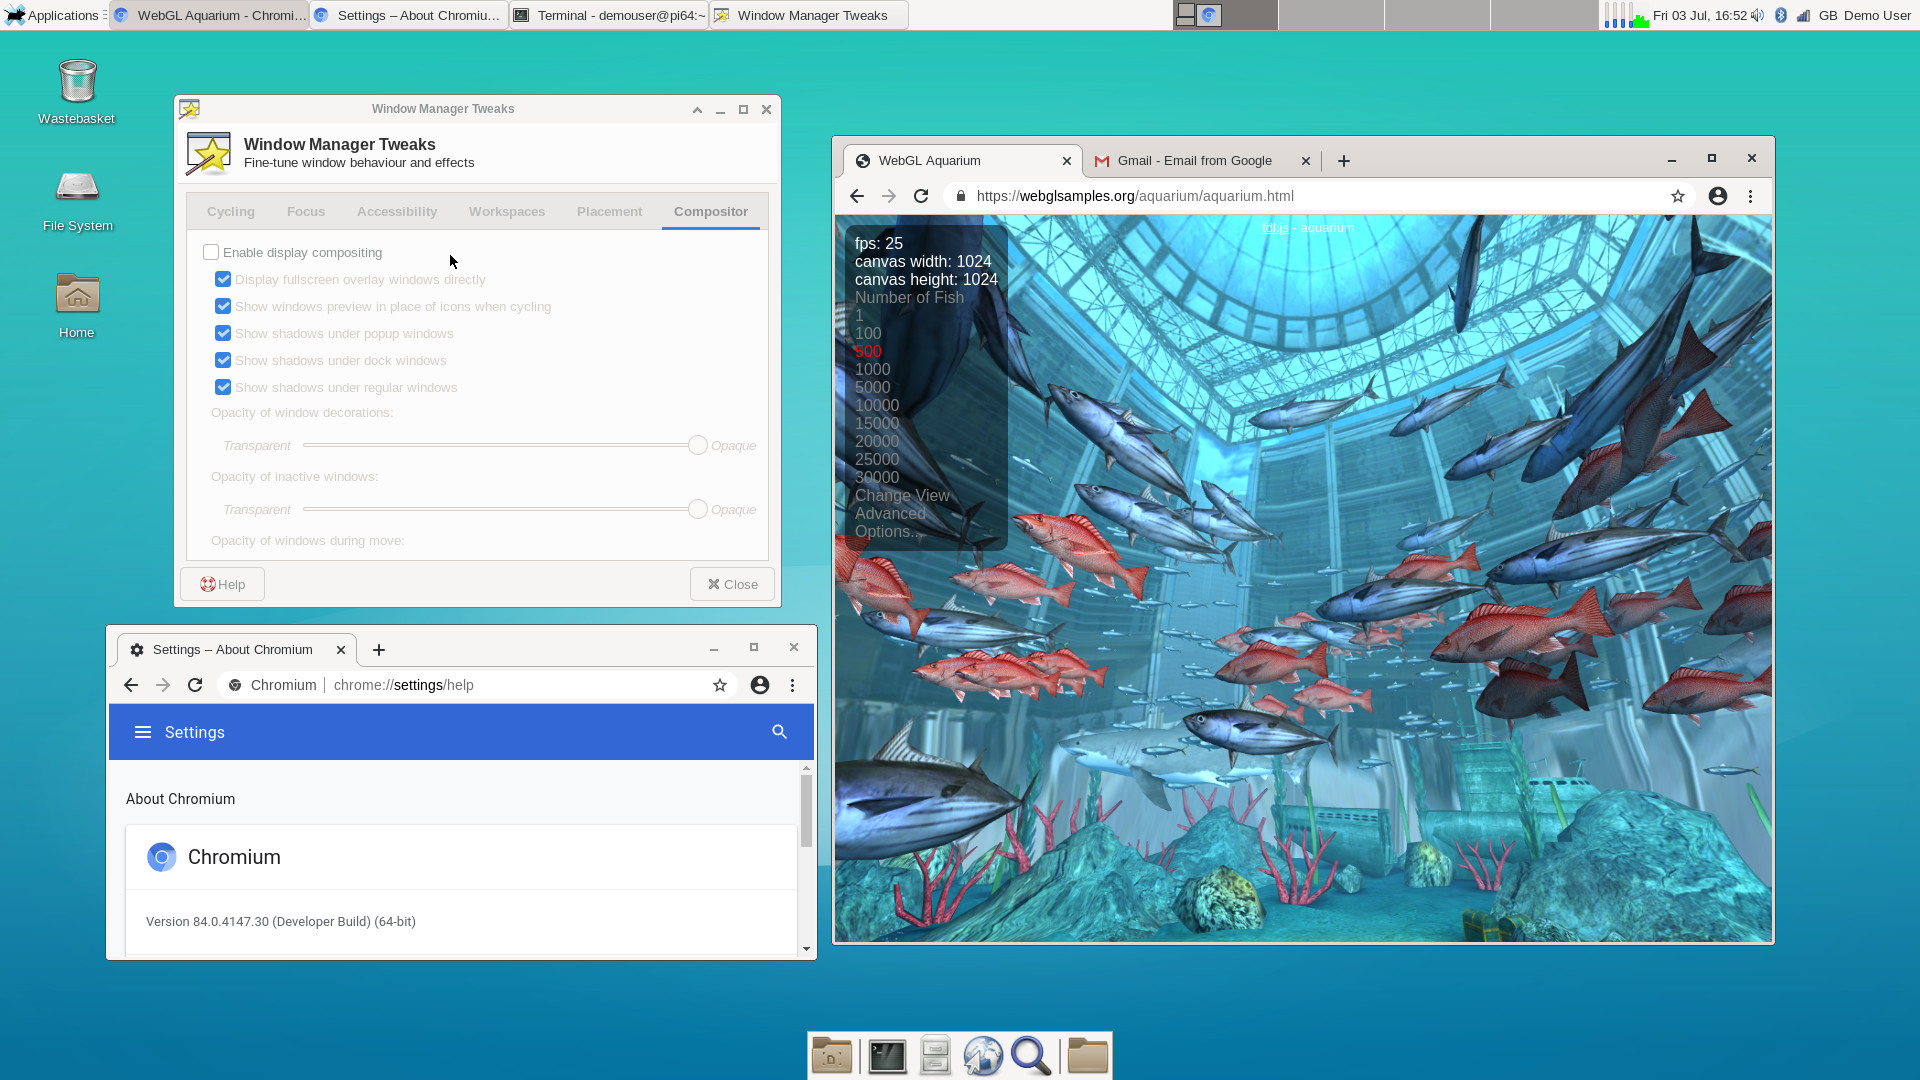 Applications
WebGL Aquarium - Chromi...
Settings – About Chromiu...
Terminal - demouser@pi64:~
Window Manager Tweaks
Fri 03 Jul, 16:52
GB
Demo User
Wastebasket
File System
Home
Window Manager Tweaks
Window Manager Tweaks
Fine-tune window behaviour and effects
Cycling
Focus
Accessibility
Workspaces
Placement
Compositor
Enable display compositing
Display fullscreen overlay windows directly
Show windows preview in place of icons when cycling
Show shadows under popup windows
Show shadows under dock windows
Show shadows under regular windows
Opacity of window decorations:
Transparent
Opaque
Opacity of inactive windows:
Transparent
Opaque
Opacity of windows during move:
Help
Close
Settings – About Chromium
Chromium
chrome://settings/help
Settings
About Chromium
Chromium
Version 84.0.4147.30 (Developer Build) (64-bit)
WebGL Aquarium
Gmail - Email from Google
https://webglsamples.org/aquarium/aquarium.html
tdl.js - aquarium
fps: 25
canvas width: 1024
canvas height: 1024
Number of Fish
1
100
500
1000
5000
10000
15000
20000
25000
30000
Change View
Advanced
Options...
D